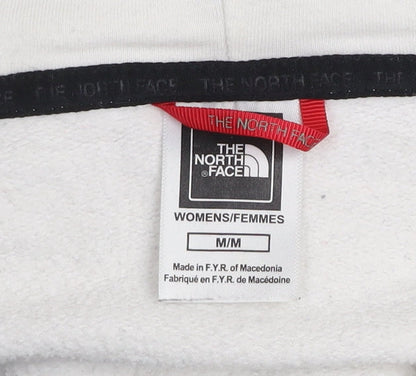 THE NORTH FACE THE NORTH FACE THE
THE NORTH FACE
THE
NORTH
FACE
WOMENS/FEMMES
M/M
Made in F.Y.R. of Macedonia
Fabriqué en F.Y.R. de Macédoine